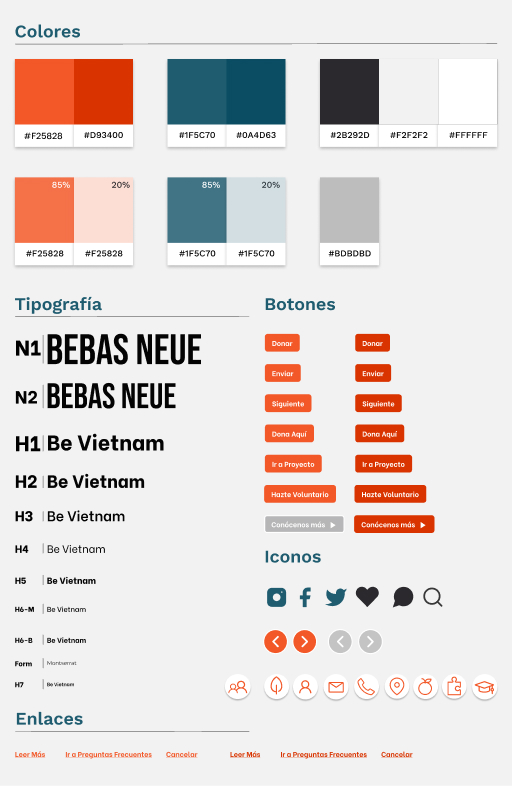 Colores
#F25828 #D93400 #1F5C70 #0A4D63 #2B292D #F2F2F2 #FFFFFF
85% 20% 85% 20%
#F25828 #F25828 #1F5C70 #1F5C70 #BDBDBD
Tipografía
N1 BEBAS NEUE
N2 BEBAS NEUE
H1 Be Vietnam
H2 Be Vietnam
H3 Be Vietnam
H4 Be Vietnam
H5 Be Vietnam
H6-M Be Vietnam
H6-B Be Vietnam
Form Montserrat
H7 Be Vietnam
Botones
Donar Donar
Enviar Enviar
Siguiente Siguiente
Dona Aquí Dona Aquí
Ir a Proyecto Ir a Proyecto
Hazte Voluntario Hazte Voluntario
Conócenos más Conócenos más
Iconos
Enlaces
Leer Más Ir a Preguntas Frecuentes Cancelar Leer Más Ir a Preguntas Frecuentes Cancelar